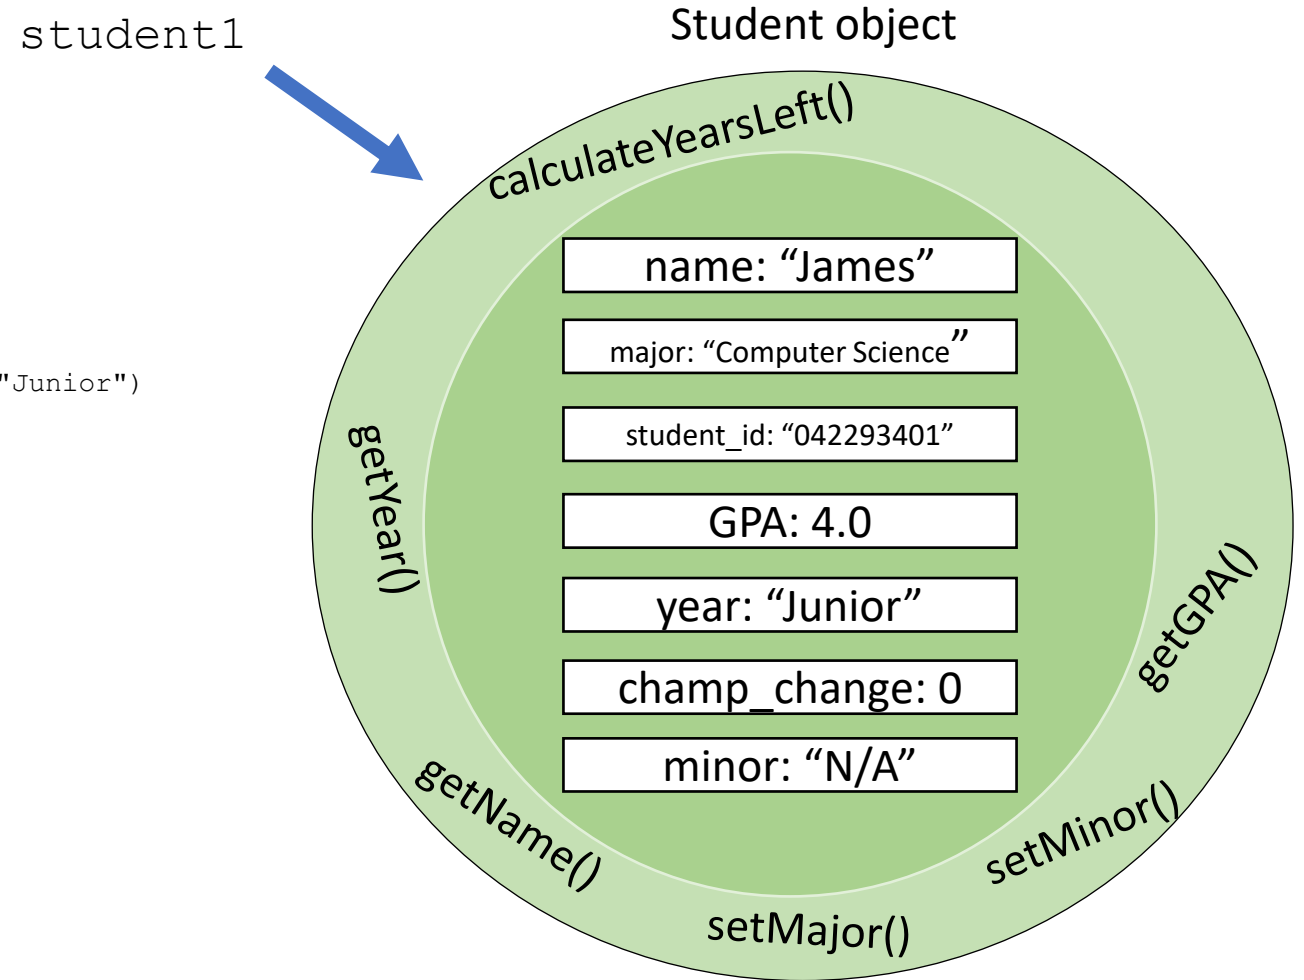 student1
Student object
calculateYearsLeft()
name: “James”
major: “Computer Science”
"Junior")
student_id: “042293401”
getYear()
GPA: 4.0
year: “Junior”
getGPA()
champ_change: 0
minor: “N/A”
getName()
setMinor()
setMajor()